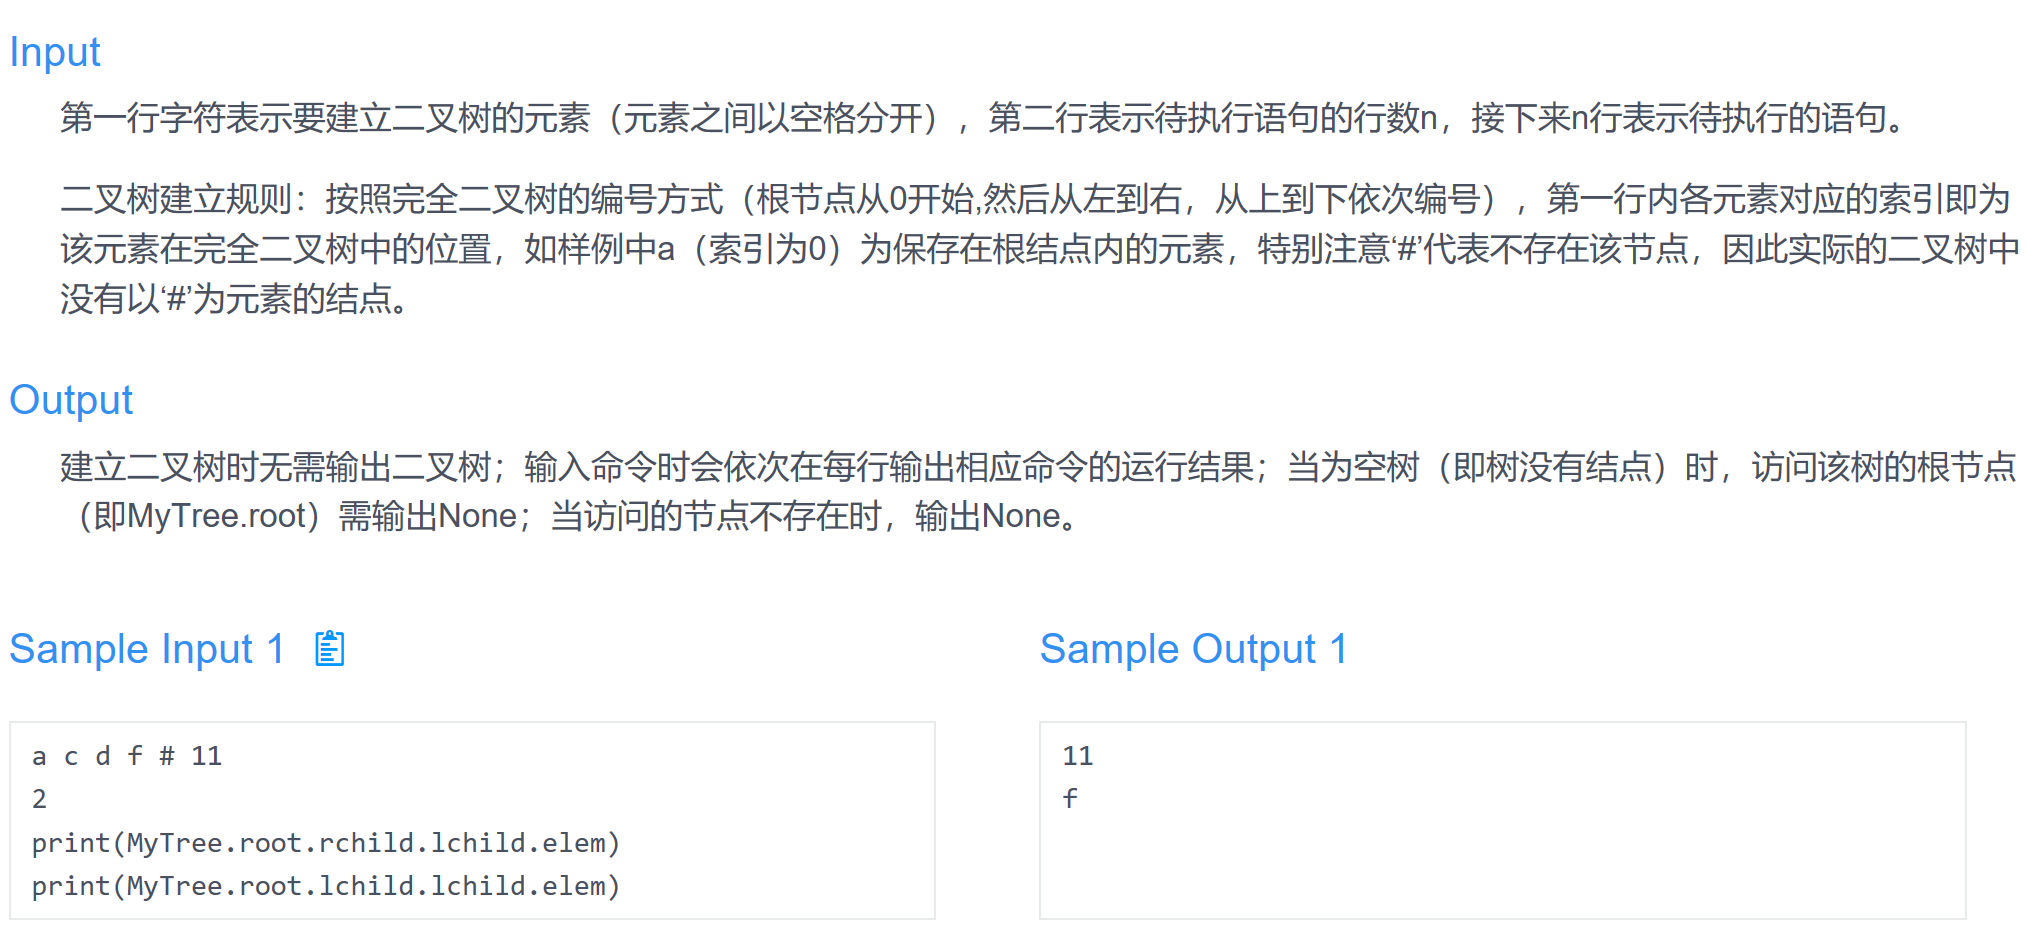 Input
第一行字符表示要建立二叉树的元素（元素之间以空格分开），第二行表示待执行语句的行数n，接下来n行表示待执行的语句。
二叉树建立规则：按照完全二叉树的编号方式（根节点从0开始,然后从左到右，从上到下依次编号），第一行内各元素对应的索引即为
该元素在完全二叉树中的位置，如样例中a（索引为0）为保存在根结点内的元素，特别注意‘#’代表不存在该节点，因此实际的二叉树中
没有以‘#’为元素的结点。
Output
建立二叉树时无需输出二叉树；输入命令时会依次在每行输出相应命令的运行结果；当为空树（即树没有结点）时，访问该树的根节点
（即MyTree.root）需输出None；当访问的节点不存在时，输出None。
Sample Input 1
a c d f # 11
2
print(MyTree.root.rchild.lchild.elem)
print(MyTree.root.lchild.lchild.elem)
Sample Output 1
11
f